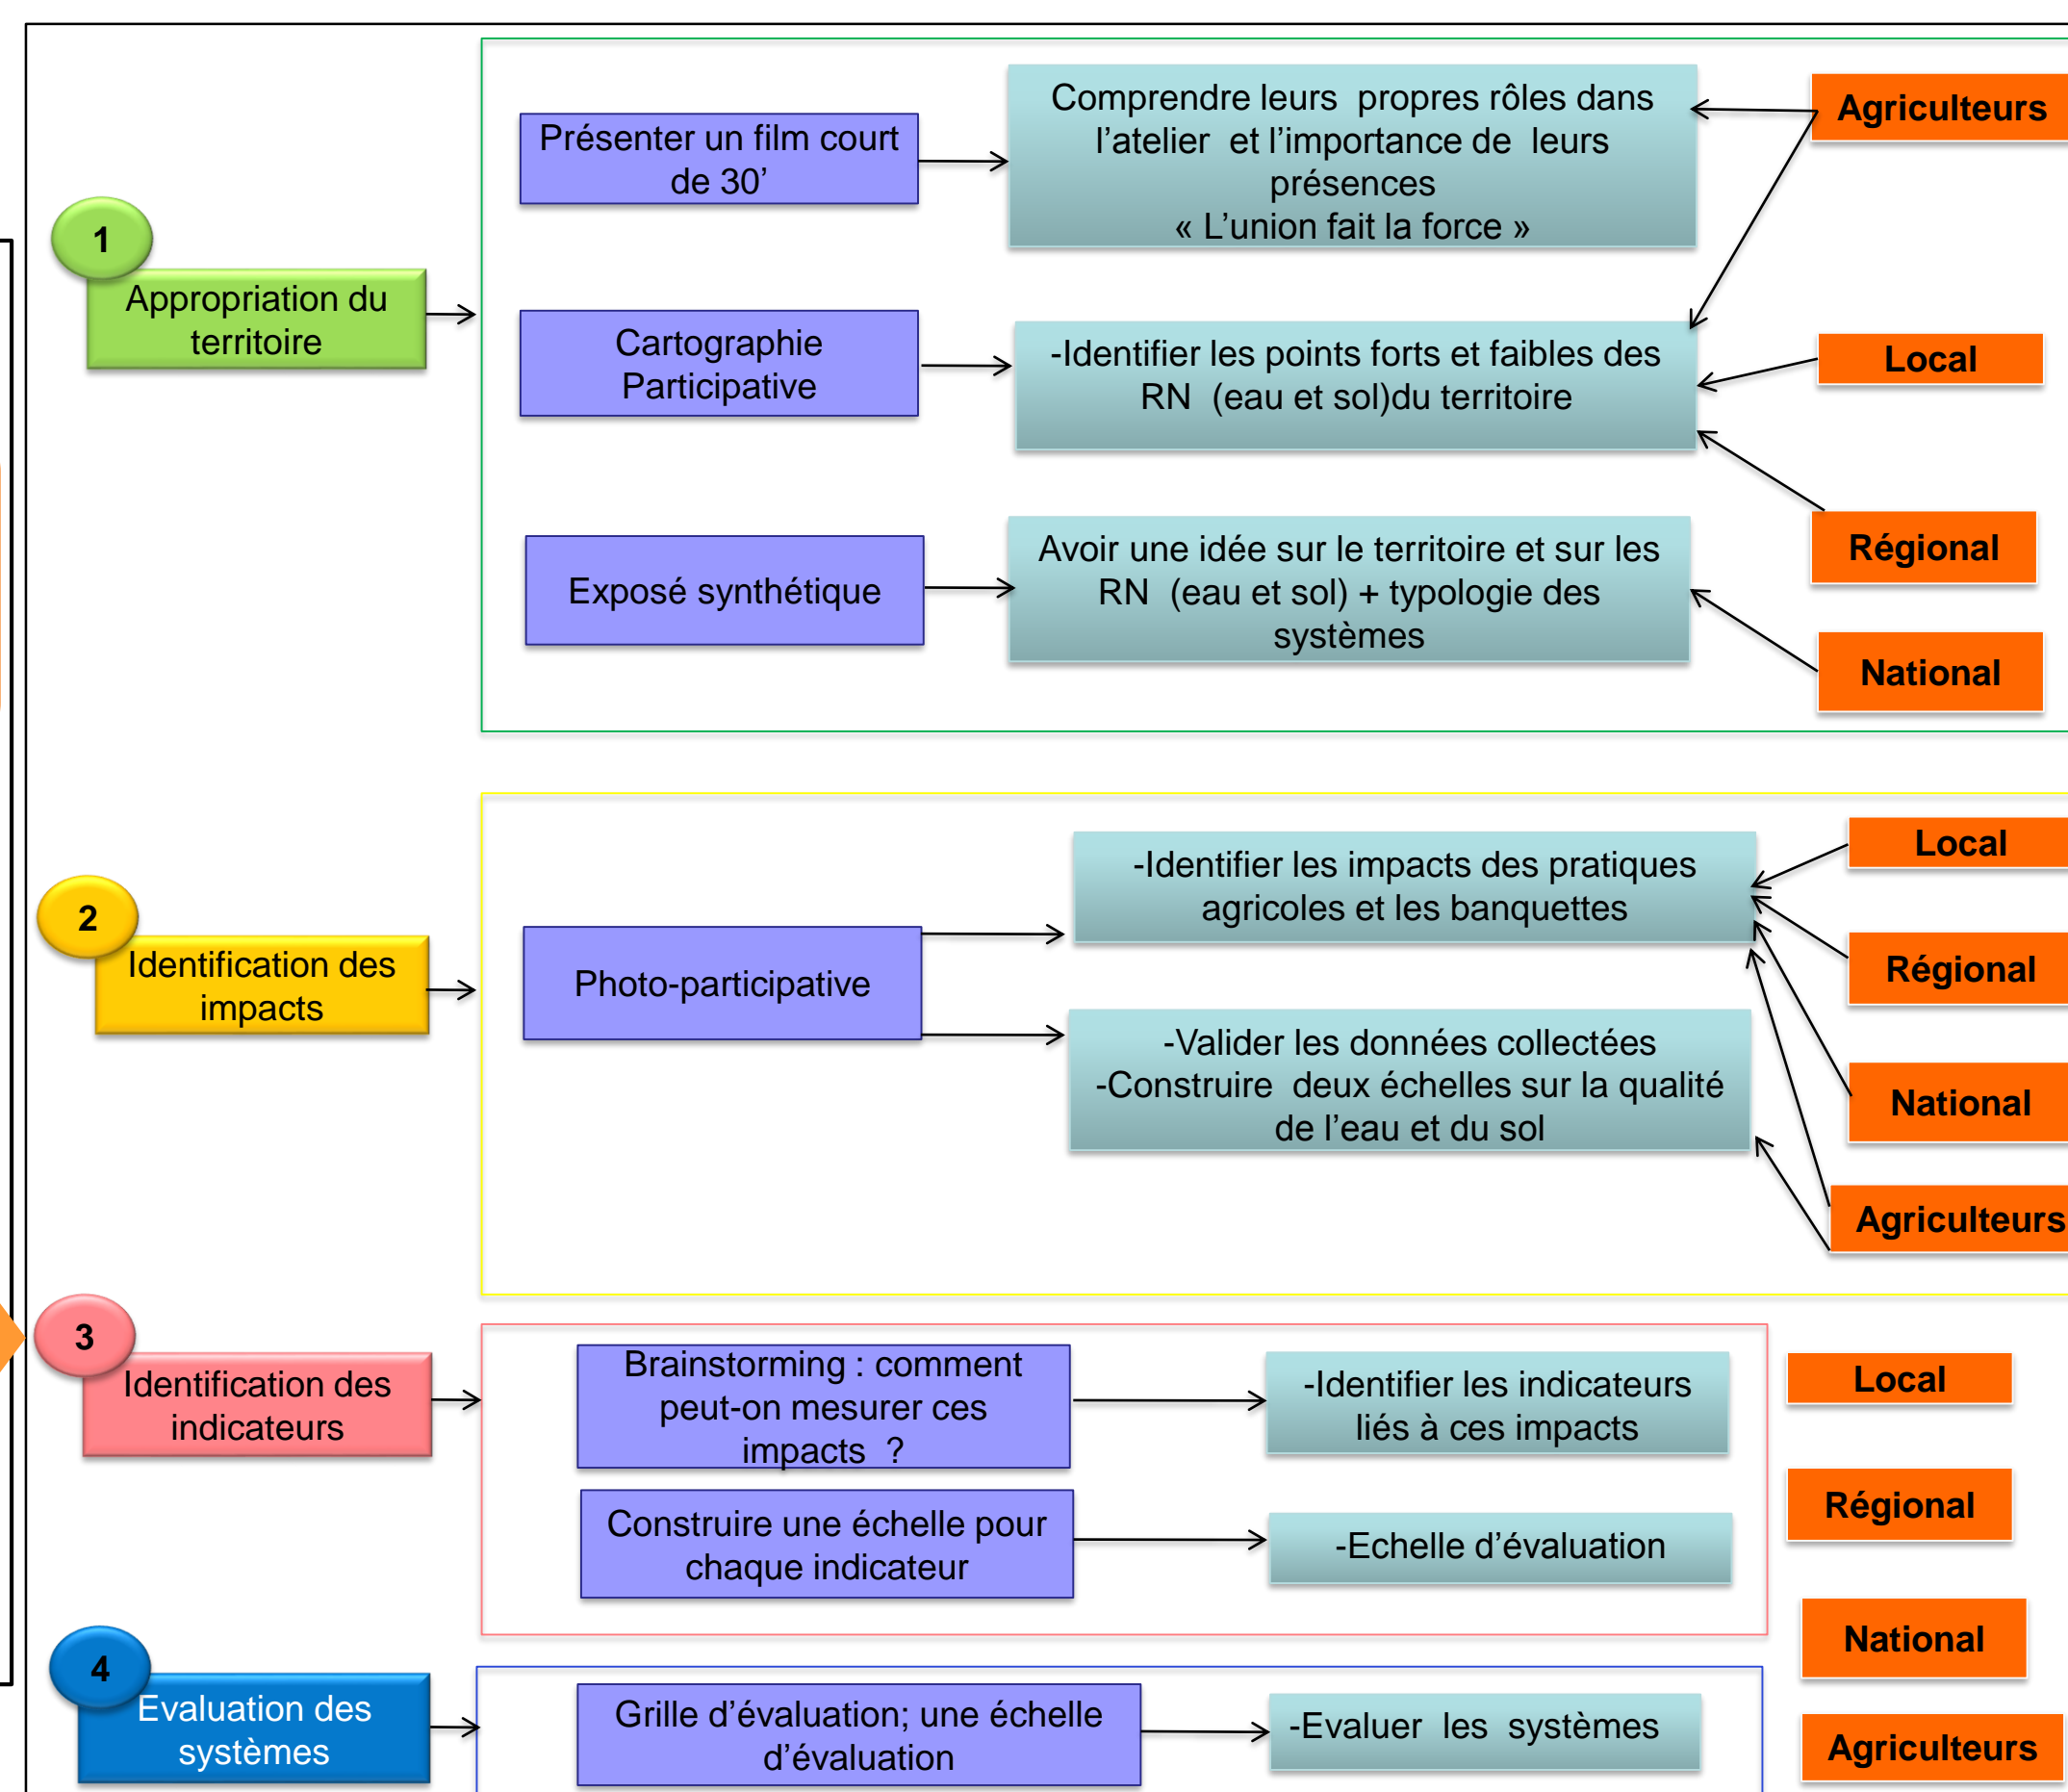 1
Appropriation du
territoire
Présenter un film court
de 30’
Comprendre leurs propres rôles dans
l’atelier et l’importance de leurs
présences
« L’union fait la force »
Agriculteurs
Cartographie
Participative
-Identifier les points forts et faibles des
RN (eau et sol)du territoire
Local
Régional
Exposé synthétique
Avoir une idée sur le territoire et sur les
RN (eau et sol) + typologie des
systèmes
National
2
Identification des
impacts
Photo-participative
-Identifier les impacts des pratiques
agricoles et les banquettes
-Valider les données collectées
-Construire deux échelles sur la qualité
de l’eau et du sol
Local
Régional
National
Agriculteurs
3
Identification des
indicateurs
Brainstorming : comment
peut-on mesurer ces
impacts ?
-Identifier les indicateurs
liés à ces impacts
Construire une échelle pour
chaque indicateur
-Echelle d’évaluation
Local
Régional
National
Agriculteurs
4
Evaluation des
systèmes
Grille d’évaluation; une échelle
d’évaluation
-Evaluer les systèmes